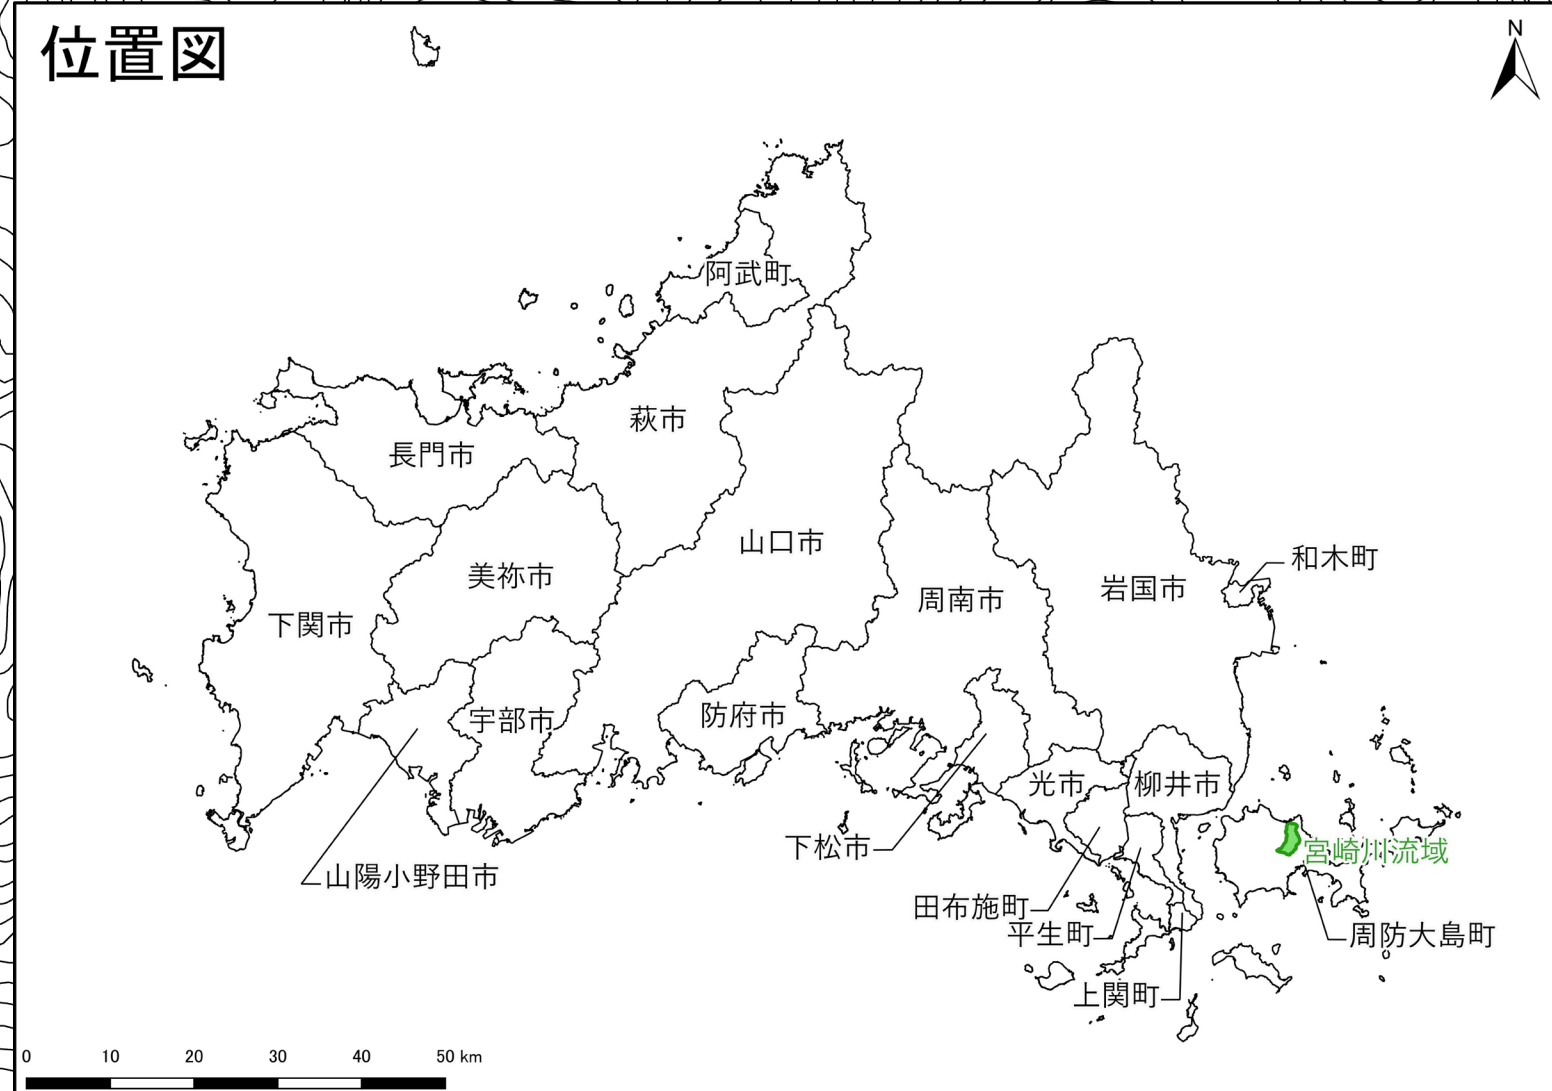 位置図
N
阿武町
萩市
長門市
山口市
和木町
美祢市
岩国市
周南市
下関市
防府市
宇部市
光市
柳井市
下松市
宮崎川流域
山陽小野田市
田布施町
平生町
周防大島町
上関町
0 10 20 30 40 50 km